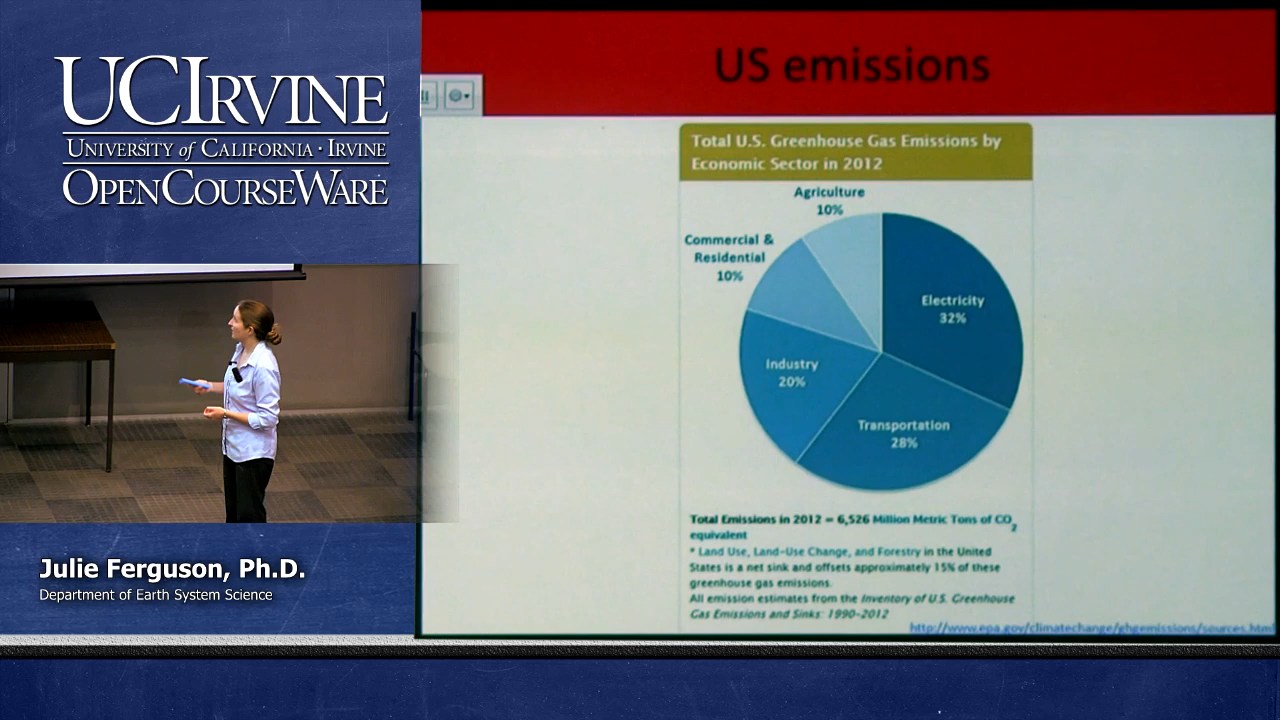 UCIRVINE
UNIVERSITY of CALIFORNIA · IRVINE
OPENCOURSEWARE
US emissions
Total U.S. Greenhouse Gas Emissions by
Economic Sector in 2012
Agriculture
10%
Commercial &
Residential
10%
Electricity
32%
Industry
20%
Transportation
28%
Total Emissions in 2012 = 6,526 Million Metric Tons of CO2
equivalent
* Land Use, Land-Use Change, and Forestry in the United
States is a net sink and offsets approximately 15% of these
greenhouse gas emissions.
All emission estimates from the Inventory of U.S. Greenhouse
Gas Emissions and Sinks: 1990-2012
http://www.epa.gov/climatechange/ghgemissions/sources.html
Julie Ferguson, Ph.D.
Department of Earth System Science